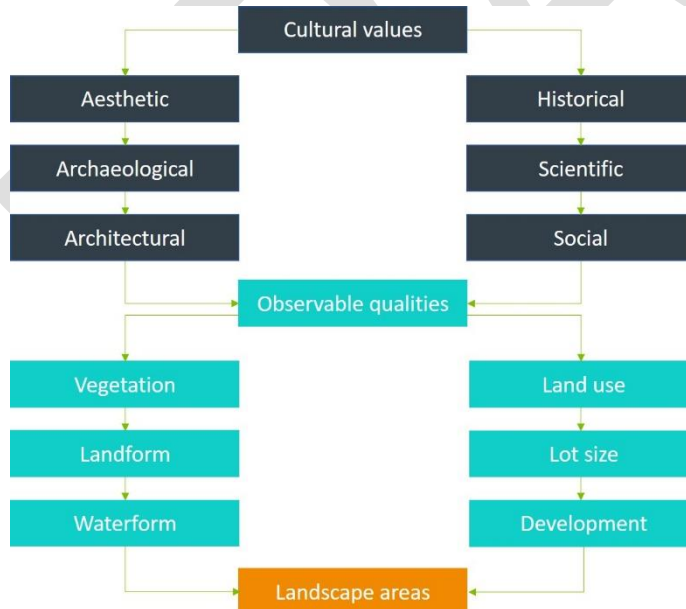 Cultural values
Aesthetic
Historical
Archaeological
Scientific
Architectural
Social
Observable qualities
Vegetation
Land use
Landform
Lot size
Waterform
Development
Landscape areas